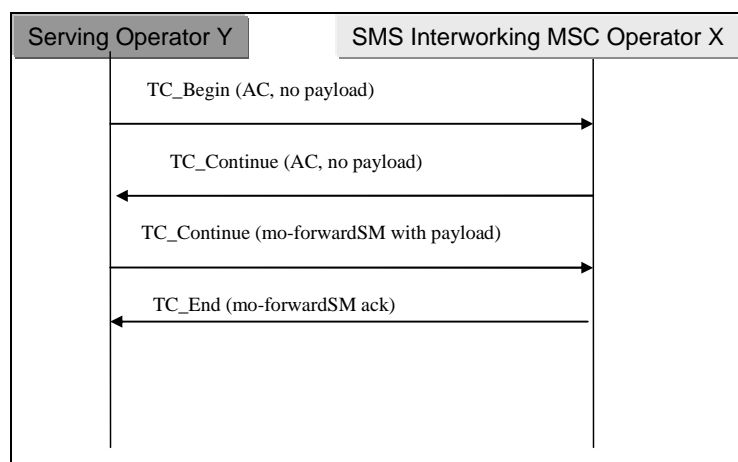 Serving Operator Y
SMS Interworking MSC Operator X
TC_Begin (AC, no payload)
TC_Continue (AC, no payload)
TC_Continue (mo-forwardSM with payload)
TC_End (mo-forwardSM ack)